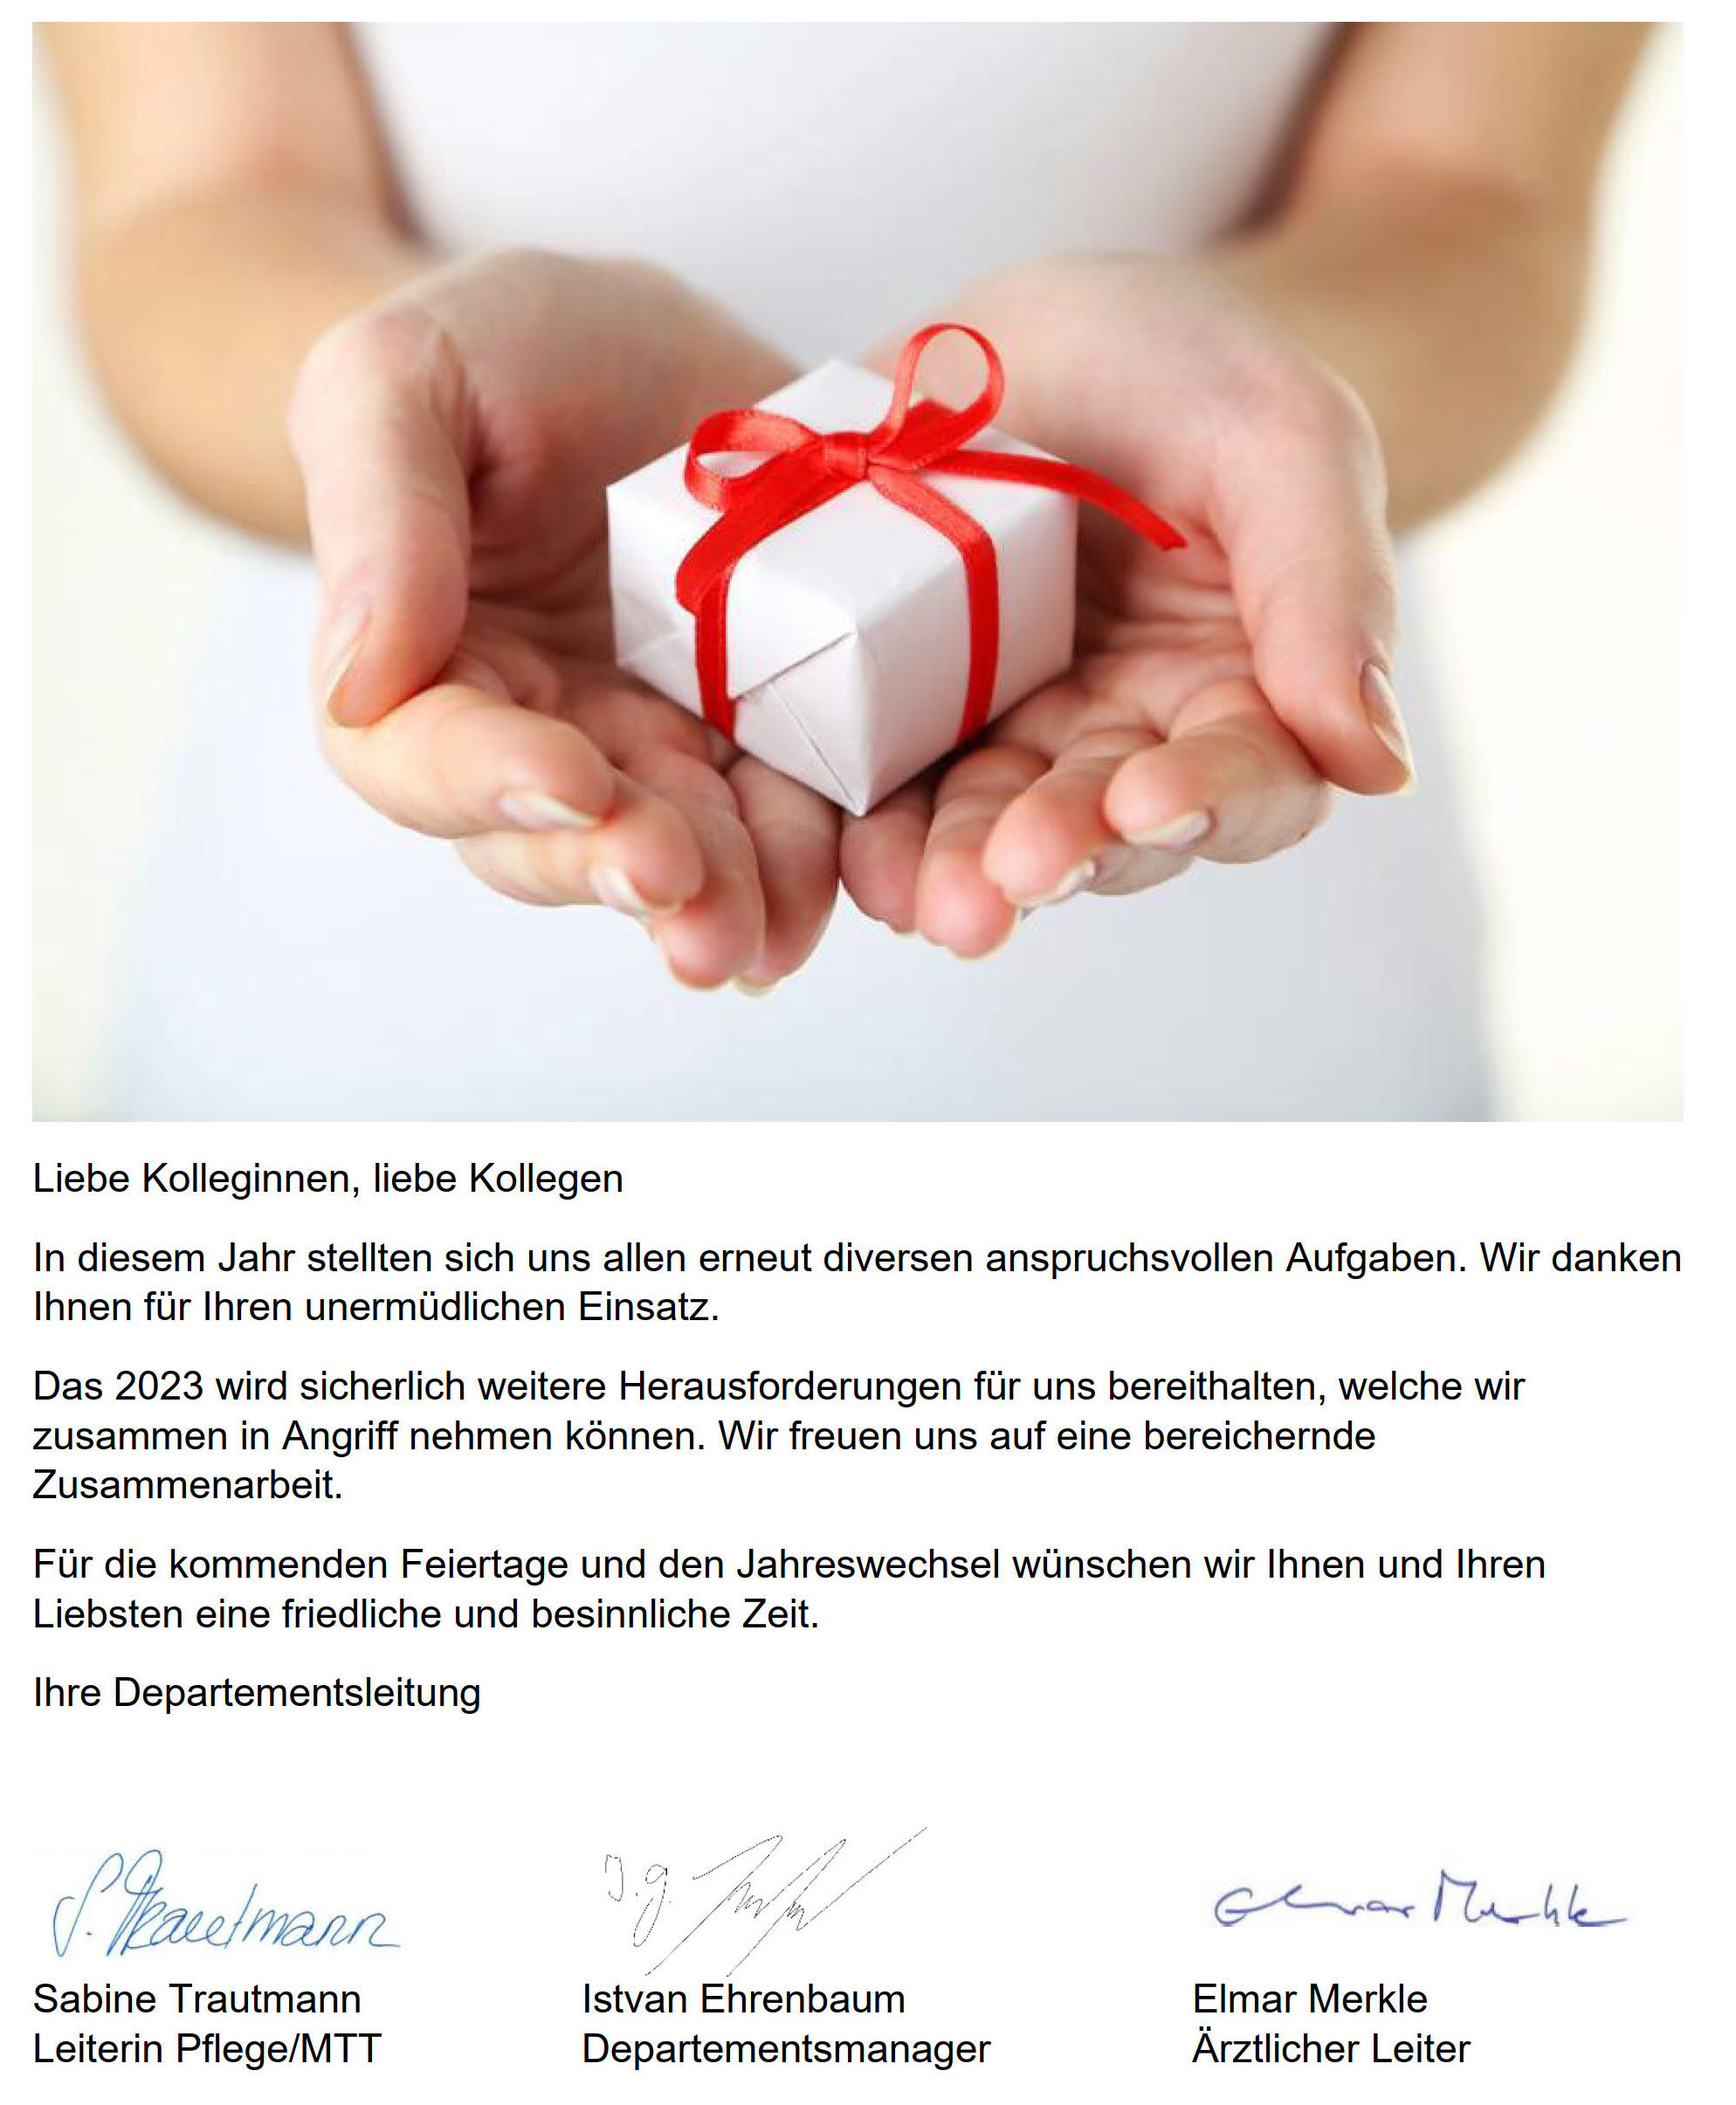 Liebe Kolleginnen, liebe Kollegen
In diesem Jahr stellten sich uns allen erneut diversen anspruchsvollen Aufgaben. Wir danken
Ihnen für Ihren unermüdlichen Einsatz.
Das 2023 wird sicherlich weitere Herausforderungen für uns bereithalten, welche wir
zusammen in Angriff nehmen können. Wir freuen uns auf eine bereichernde
Zusammenarbeit.
Für die kommenden Feiertage und den Jahreswechsel wünschen wir Ihnen und Ihren
Liebsten eine friedliche und besinnliche Zeit.
Ihre Departementsleitung
S. Trautmann
Elmar Merkle
Sabine Trautmann Istvan Ehrenbaum Elmar Merkle
Leiterin Pflege/MTT Departementsmanager Ärztlicher Leiter